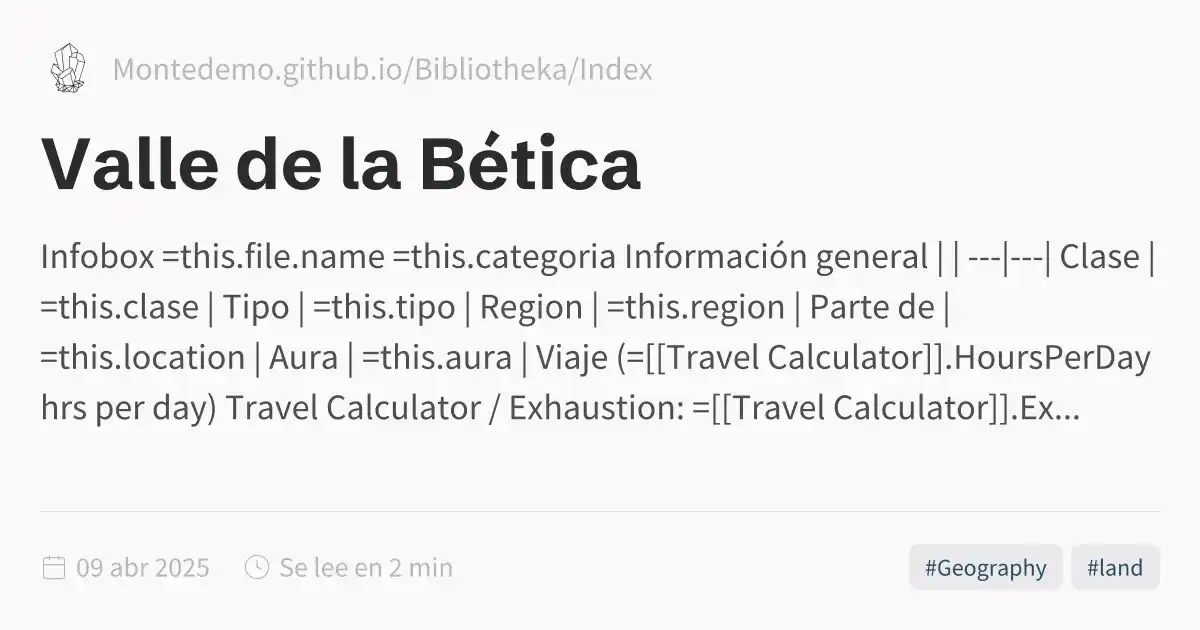 Montedemo.github.io/Bibliotheka/Index
Valle de la Bética
Infobox =this.file.name =this.categoria Información general | | ---|---| Clase |
=this.clase | Tipo | =this.tipo | Region | =this.region | Parte de |
=this.location | Aura | =this.aura | Viaje (=[[Travel Calculator]].HoursPerDay
hrs per day) Travel Calculator / Exhaustion: =[[Travel Calculator]].Ex...
09 abr 2025 Se lee en 2 min #Geography #land